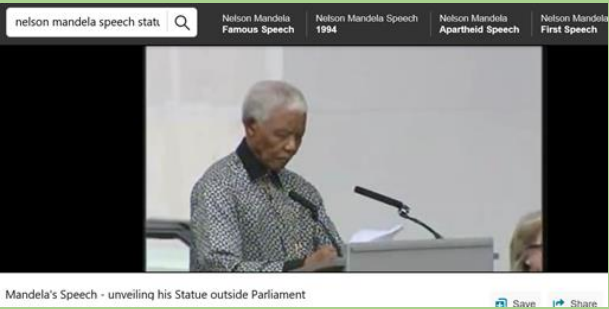 nelson mandela speech statu
Nelson Mandela
Famous Speech
Nelson Mandela Speech
1994
Nelson Mandela
Apartheid Speech
Nelson Mandela
First Speech
Mandela's Speech - unveiling his Statue outside Parliament
Save
Share